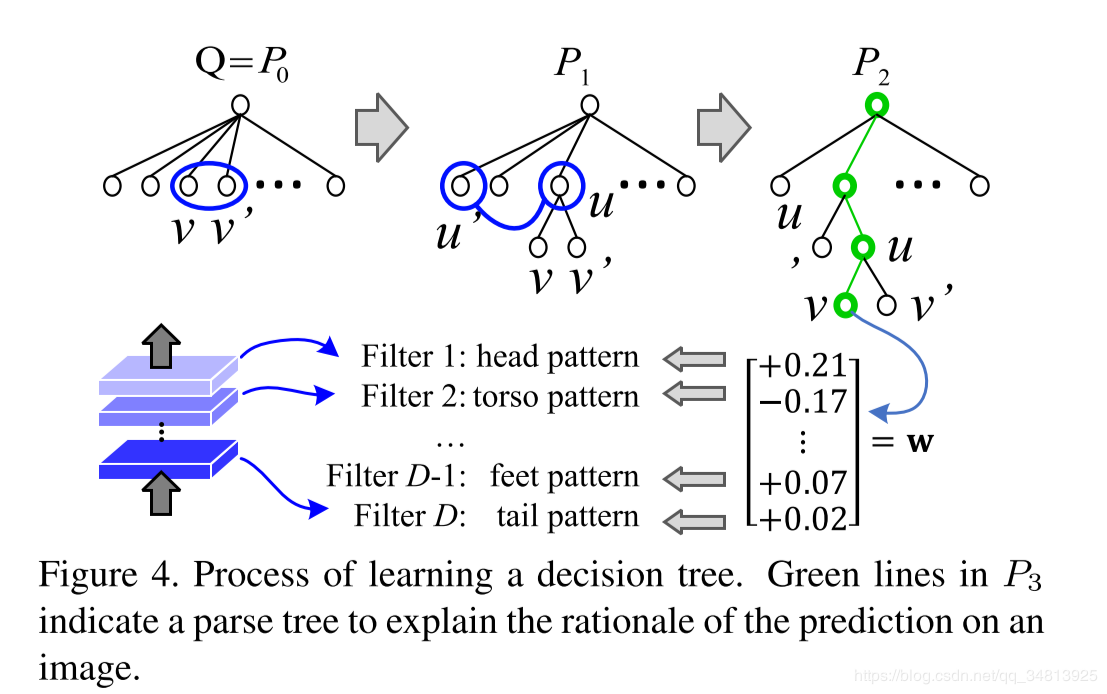 Q=P₀ P₁ P₂
v v’ ... u’ u ... u ...
v v’ , u
v v’
Filter 1: head pattern +0.21
Filter 2: torso pattern −0.17
... ⋮ = w
Filter D-1: feet pattern +0.07
Filter D: tail pattern +0.02
Figure 4. Process of learning a decision tree. Green lines in P₃
indicate a parse tree to explain the rationale of the prediction on an
image.
https://blog.csdn.net/qq_34813925